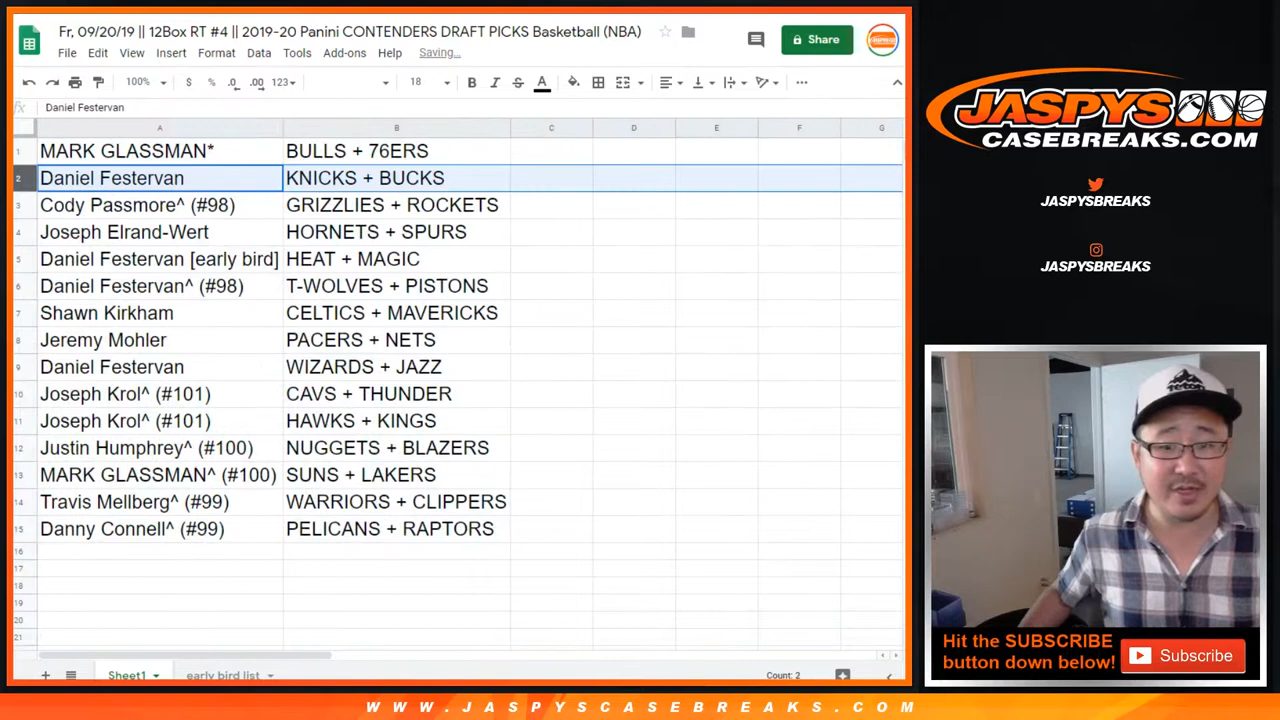 Fr, 09/20/19 || 12Box RT #4 || 2019-20 Panini CONTENDERS DRAFT PICKS Basketball (NBA)
File Edit View Insert Format Data Tools Add-ons Help Saving...
Share
100% $ % .0 .00 123 18 B I S A
fx Daniel Festervan
A B C D E F G
1 MARK GLASSMAN* BULLS + 76ERS
2 Daniel Festervan KNICKS + BUCKS
3 Cody Passmore^ (#98) GRIZZLIES + ROCKETS
4 Joseph Elrand-Wert HORNETS + SPURS
5 Daniel Festervan [early bird] HEAT + MAGIC
6 Daniel Festervan^ (#98) T-WOLVES + PISTONS
7 Shawn Kirkham CELTICS + MAVERICKS
8 Jeremy Mohler PACERS + NETS
9 Daniel Festervan WIZARDS + JAZZ
10 Joseph Krol^ (#101) CAVS + THUNDER
11 Joseph Krol^ (#101) HAWKS + KINGS
12 Justin Humphrey^ (#100) NUGGETS + BLAZERS
13 MARK GLASSMAN^ (#100) SUNS + LAKERS
14 Travis Mellberg^ (#99) WARRIORS + CLIPPERS
15 Danny Connell^ (#99) PELICANS + RAPTORS
16
17
18
19
20
21
Sheet1 early bird list Count: 2
JASPYS
CASEBREAKS.COM
JASPYSBREAKS
JASPYSBREAKS
TETON
Hit the SUBSCRIBE
button down below!
Subscribe
WWW.JASPYSCASEBREAKS.COM